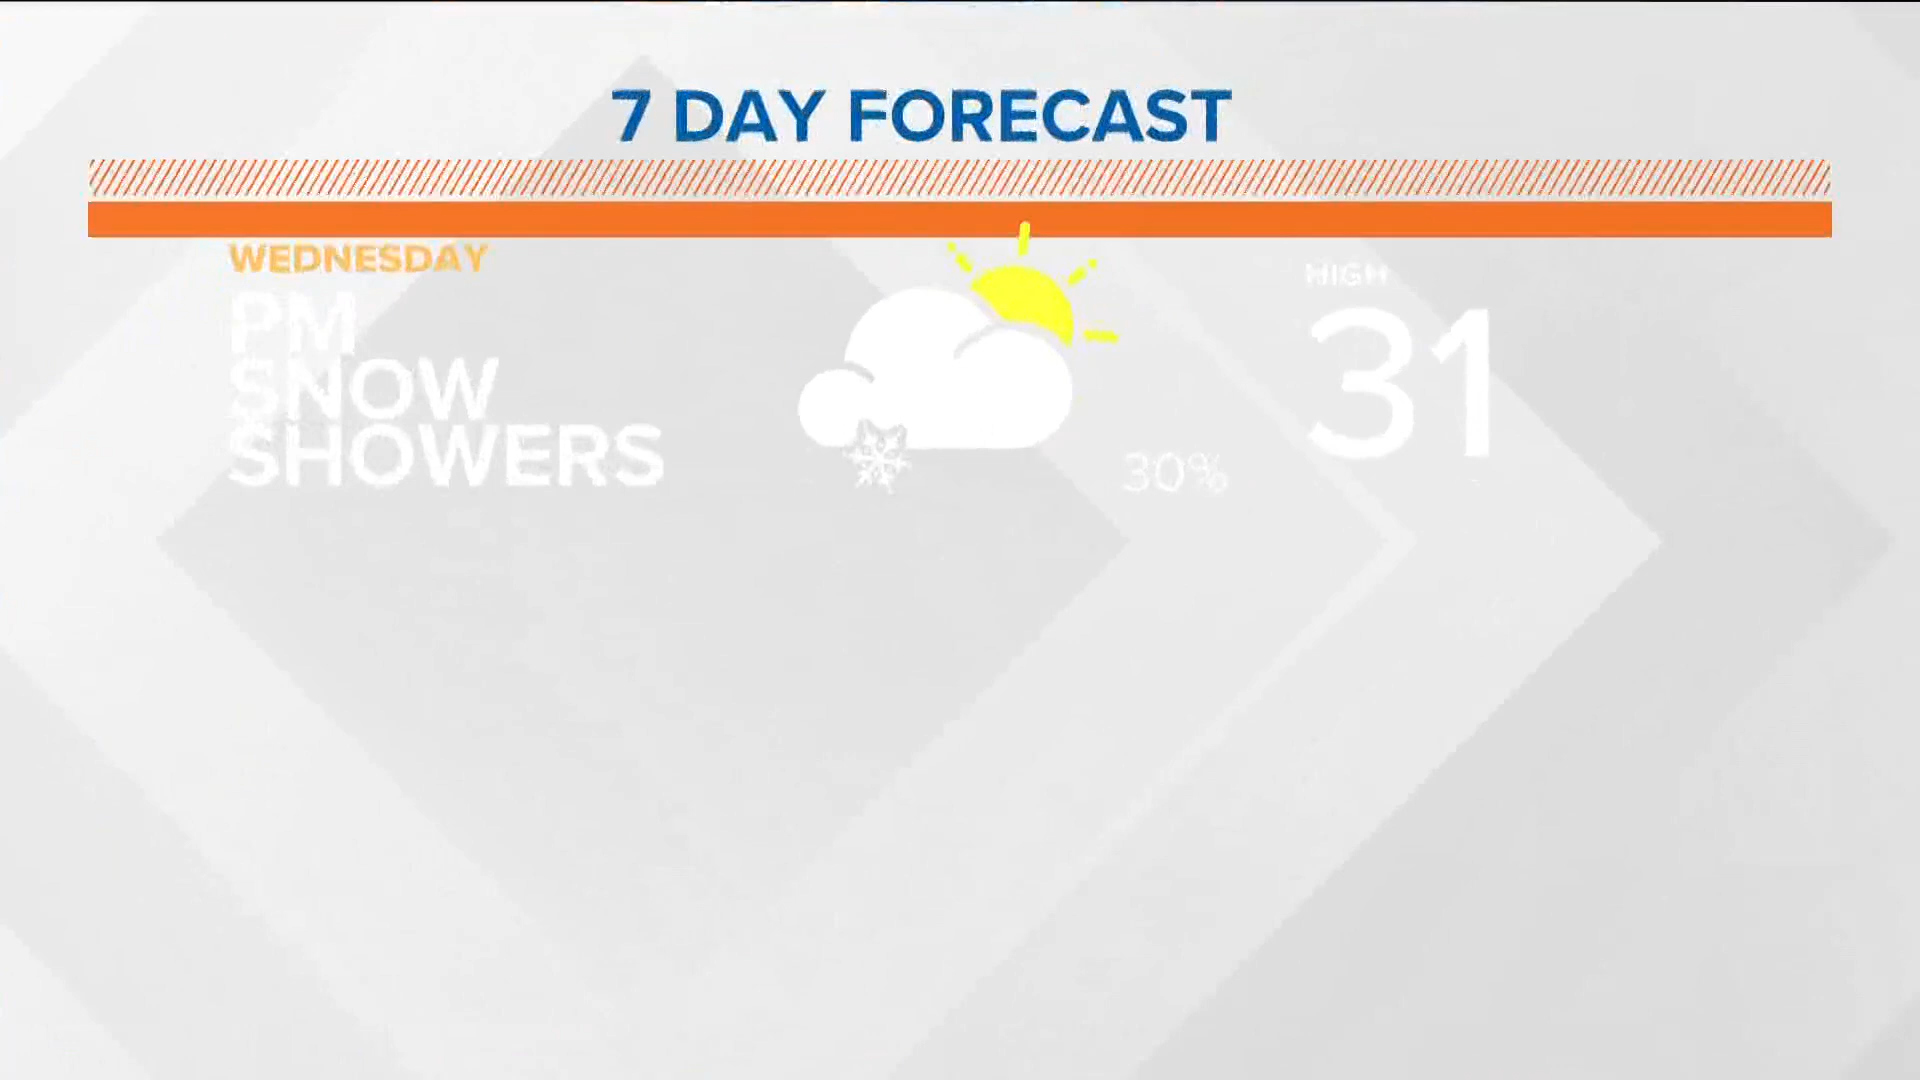 7 DAY FORECAST
WEDNESDAY
HIGH
PM
SNOW
SHOWERS
31
30%